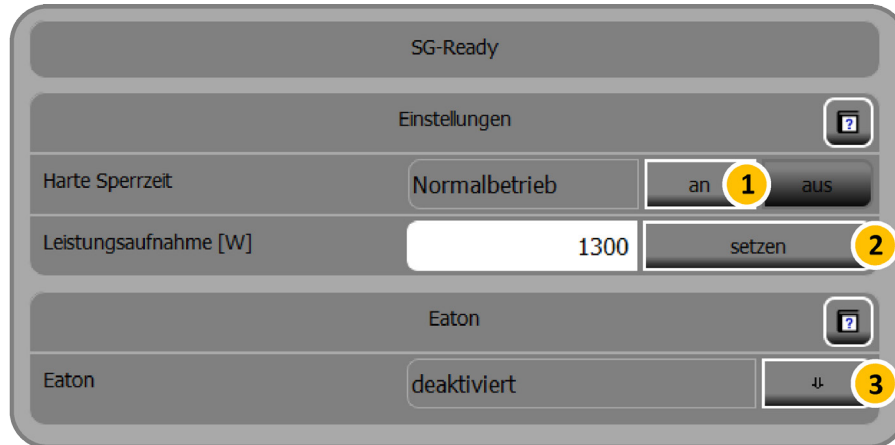 SG-Ready
Einstellungen
?
Harte Sperrzeit Normalbetrieb an 1 aus
Leistungsaufnahme [W] 1300 setzen 2
Eaton
?
Eaton deaktiviert ⇓ 3